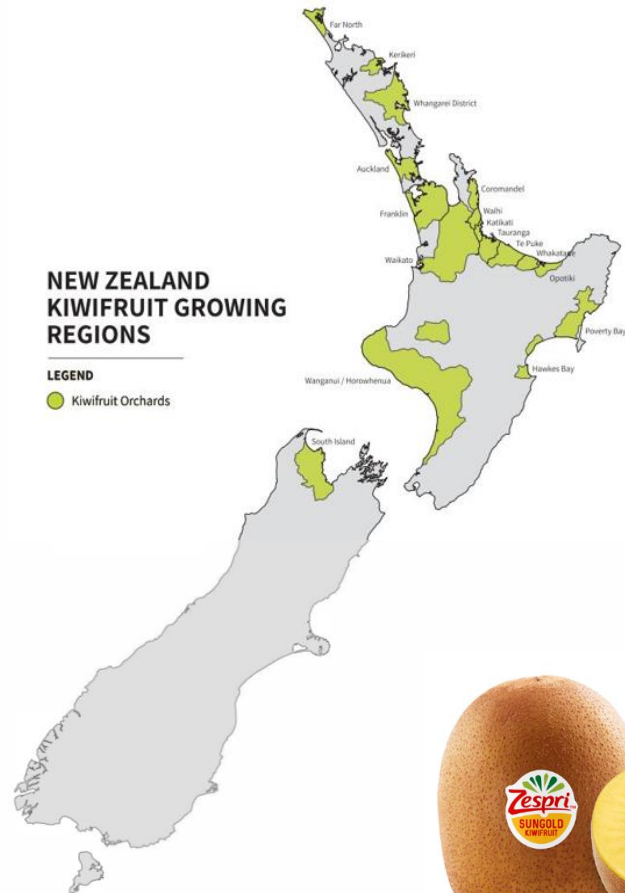 Far North
Kerikeri
Whangarei District
Auckland
Coromandel
Franklin
Waihi
Katikati
Tauranga
Te Puke
Whakatane
Waikato
Opotiki
NEW ZEALAND
KIWIFRUIT GROWING
REGIONS
Poverty Bay
LEGEND
Hawkes Bay
Wanganui / Horowhenua
Kiwifruit Orchards
South Island
Zespri
SUNGOLD
KIWIFRUIT